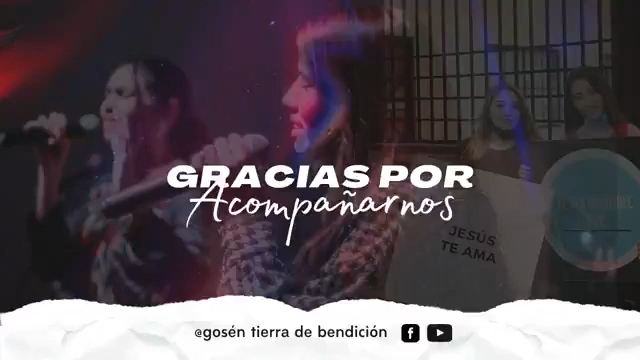 GRACIAS POR
Acompañarnos
JESÚS
TE AMA
@gosén tierra de bendición